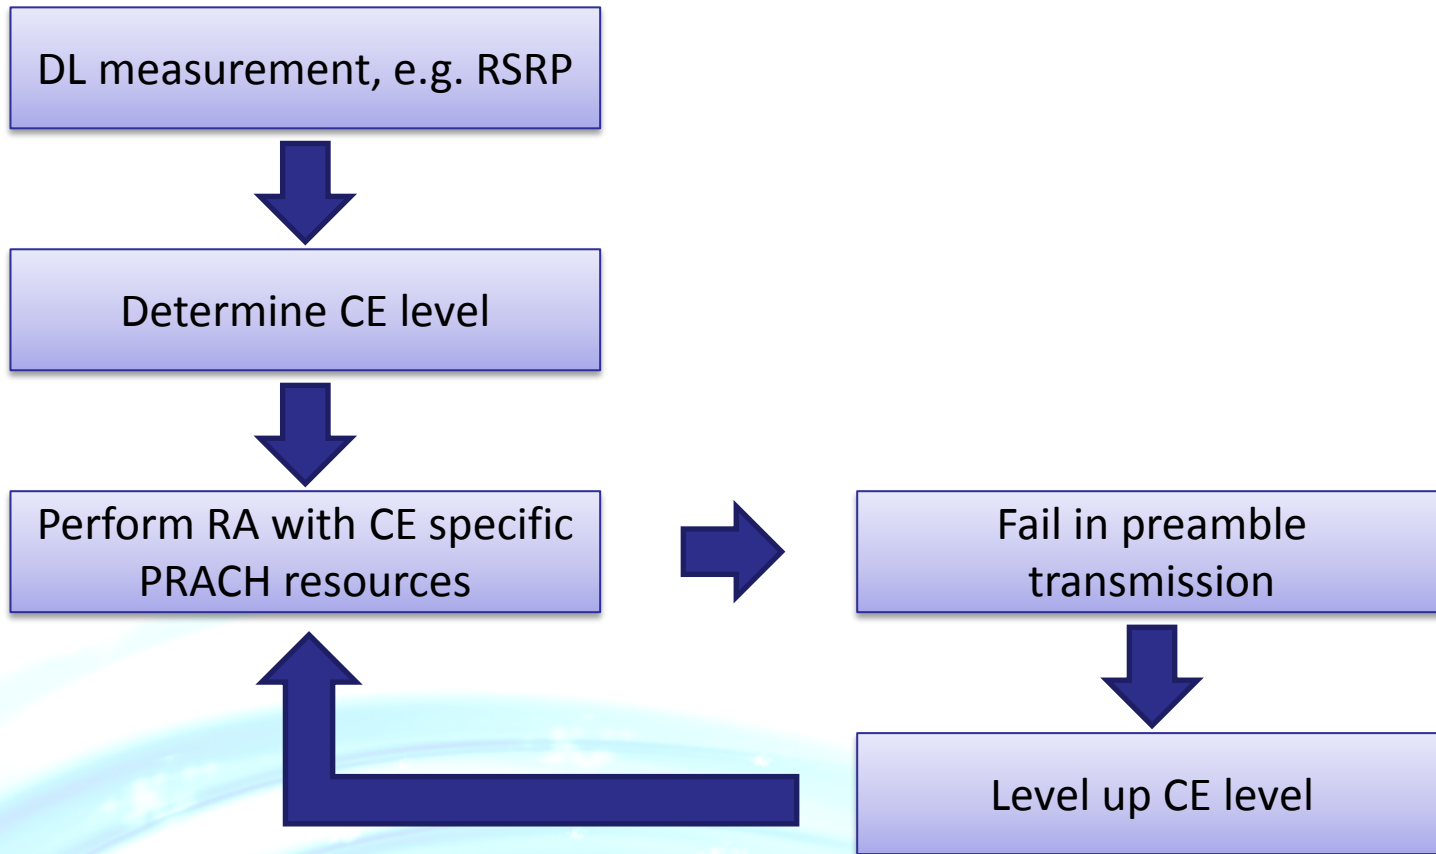 DL measurement, e.g. RSRP
Determine CE level
Perform RA with CE specific
PRACH resources
Fail in preamble
transmission
Level up CE level